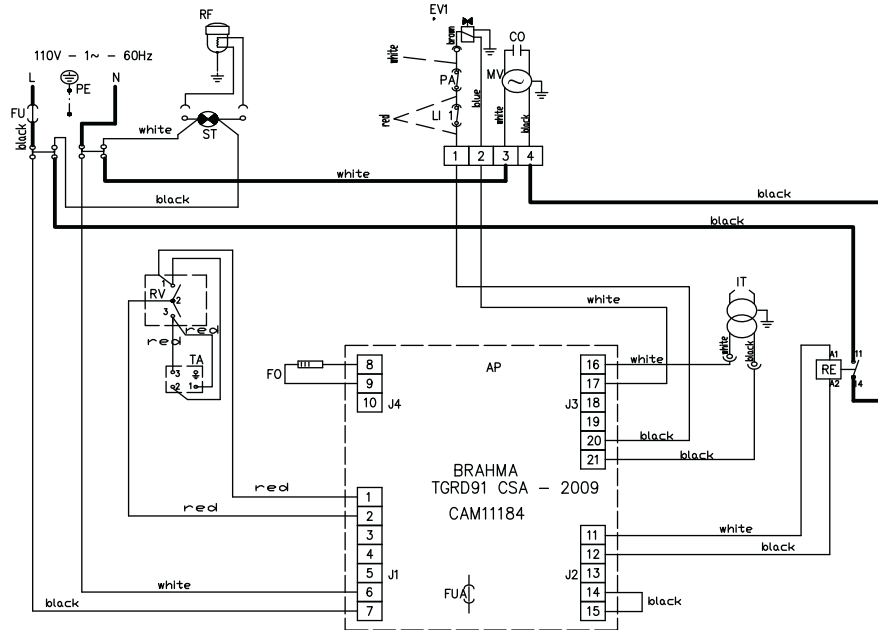 EV1
RF
CO
110V - 1~ - 60Hz
L
PE
N
FU
black
white
ST
brown
white
PA
MV
red
LI 1
blue
white
black
1 2 3 4
white
black
black
black
RV
1
2
3
red
red
TA
3
2
2
1
IT
white
black
white
white
black
black
A1
11
RE
A2
14
FO
8
9
10
J4
AP
16
17
18
19
20
21
J3
BRAHMA
TGRD91 CSA - 2009
CAM11184
red
red
1
2
3
4
5
6
7
J1
white
black
FUA
11
12
13
14
15
J2
white
black
black